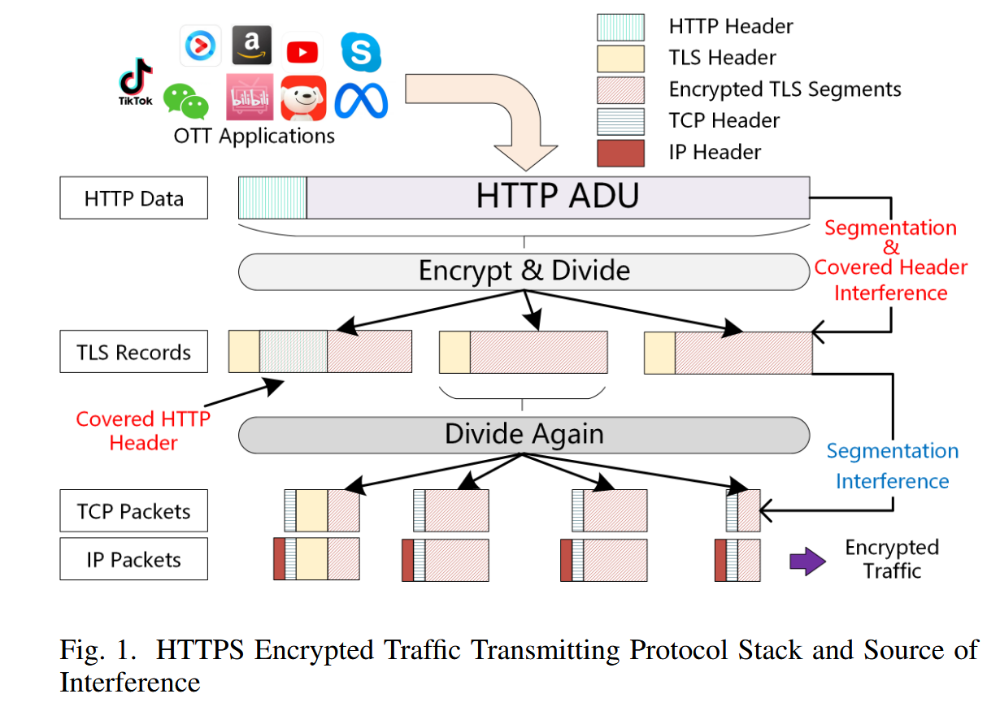 HTTP Header
TLS Header
Encrypted TLS Segments
TCP Header
IP Header
a
TikTok
bilibili
OTT Applications
HTTP Data
HTTP ADU
Segmentation
&
Covered Header
Interference
Encrypt & Divide
TLS Records
Covered HTTP
Header
Divide Again
Segmentation
Interference
TCP Packets
IP Packets
Encrypted
Traffic
Fig. 1. HTTPS Encrypted Traffic Transmitting Protocol Stack and Source of
Interference